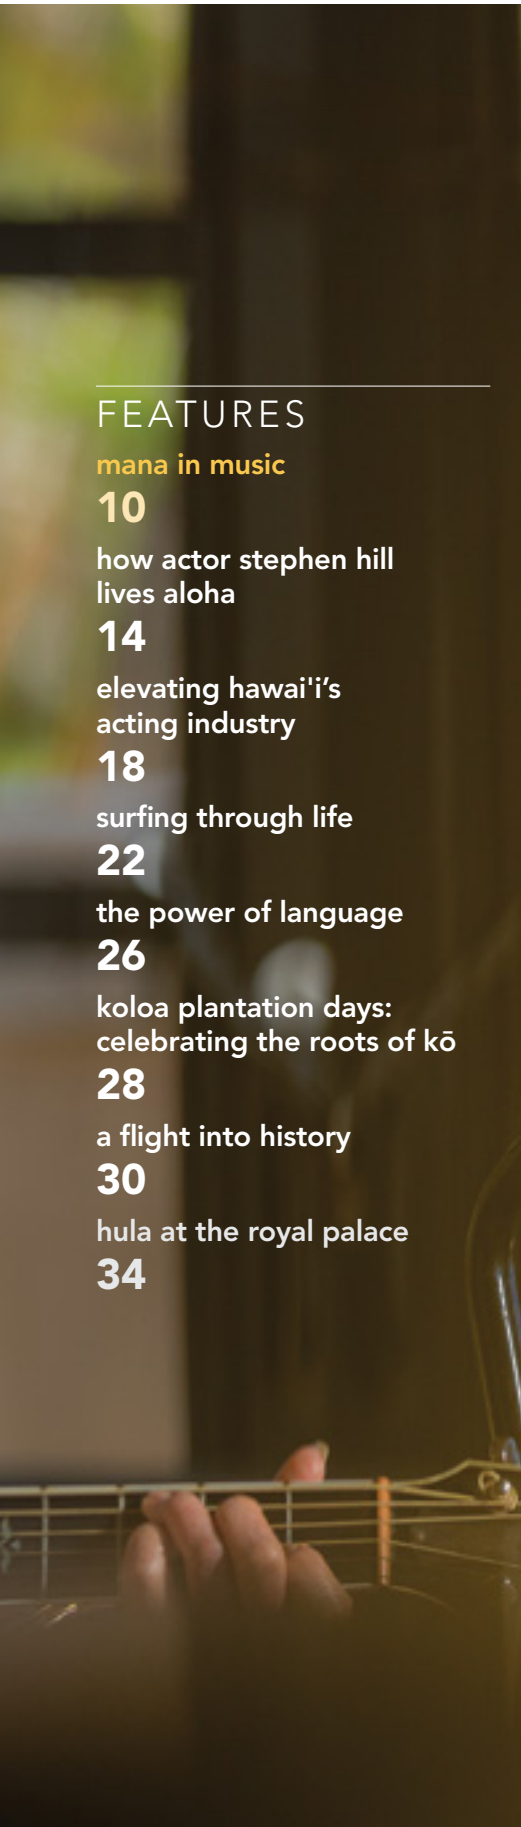 FEATURES
mana in music
10
how actor stephen hill
lives aloha
14
elevating hawai'i’s
acting industry
18
surfing through life
22
the power of language
26
koloa plantation days:
celebrating the roots of kō
28
a flight into history
30
hula at the royal palace
34